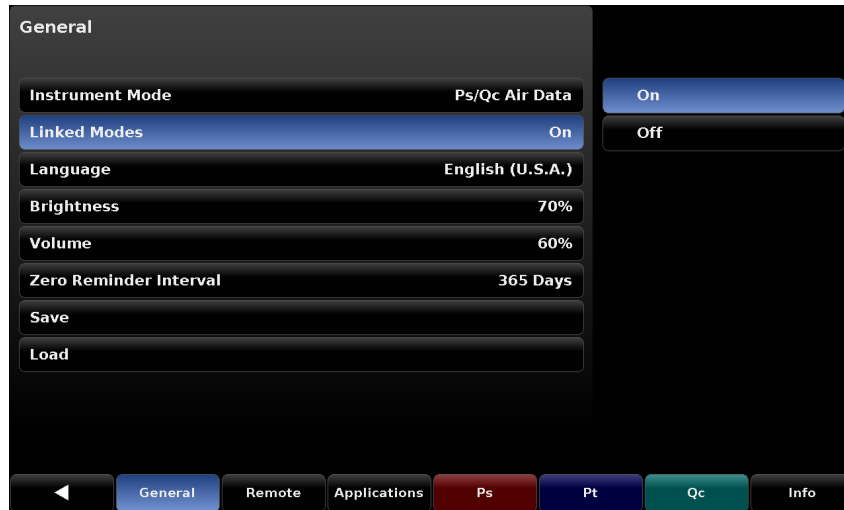 General
Instrument Mode Ps/Qc Air Data
Linked Modes On
Language English (U.S.A.)
Brightness 70%
Volume 60%
Zero Reminder Interval 365 Days
Save
Load
On
Off
General Remote Applications Ps Pt Qc Info